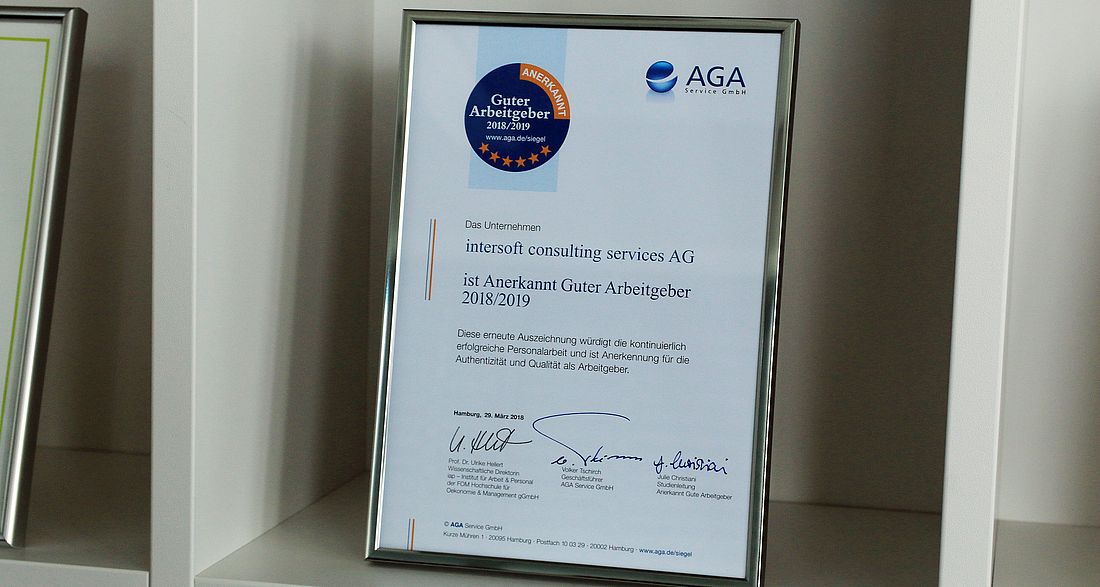 ANERKANNT
Guter
Arbeitgeber
2018/2019
www.aga.de/siegel
AGA
Service GmbH
Das Unternehmen
intersoft consulting services AG
ist Anerkannt Guter Arbeitgeber
2018/2019
Diese erneute Auszeichnung würdigt die kontinuierlich
erfolgreiche Personalarbeit und ist Anerkennung für die
Authentizität und Qualität als Arbeitgeber.
Hamburg, 29. März 2018
Prof. Dr. Ulrike Hellert
Wissenschaftliche Direktorin
iap – Institut für Arbeit & Personal
der FOM Hochschule für
Oekonomie & Management gGmbH
Volker Tschirch
Geschäftsführer
AGA Service GmbH
Julie Christiani
Studienleitung
Anerkannt Gute Arbeitgeber
© AGA Service GmbH
Kurze Mühren 1 · 20095 Hamburg · Postfach 10 03 29 · 20002 Hamburg · www.aga.de/siegel